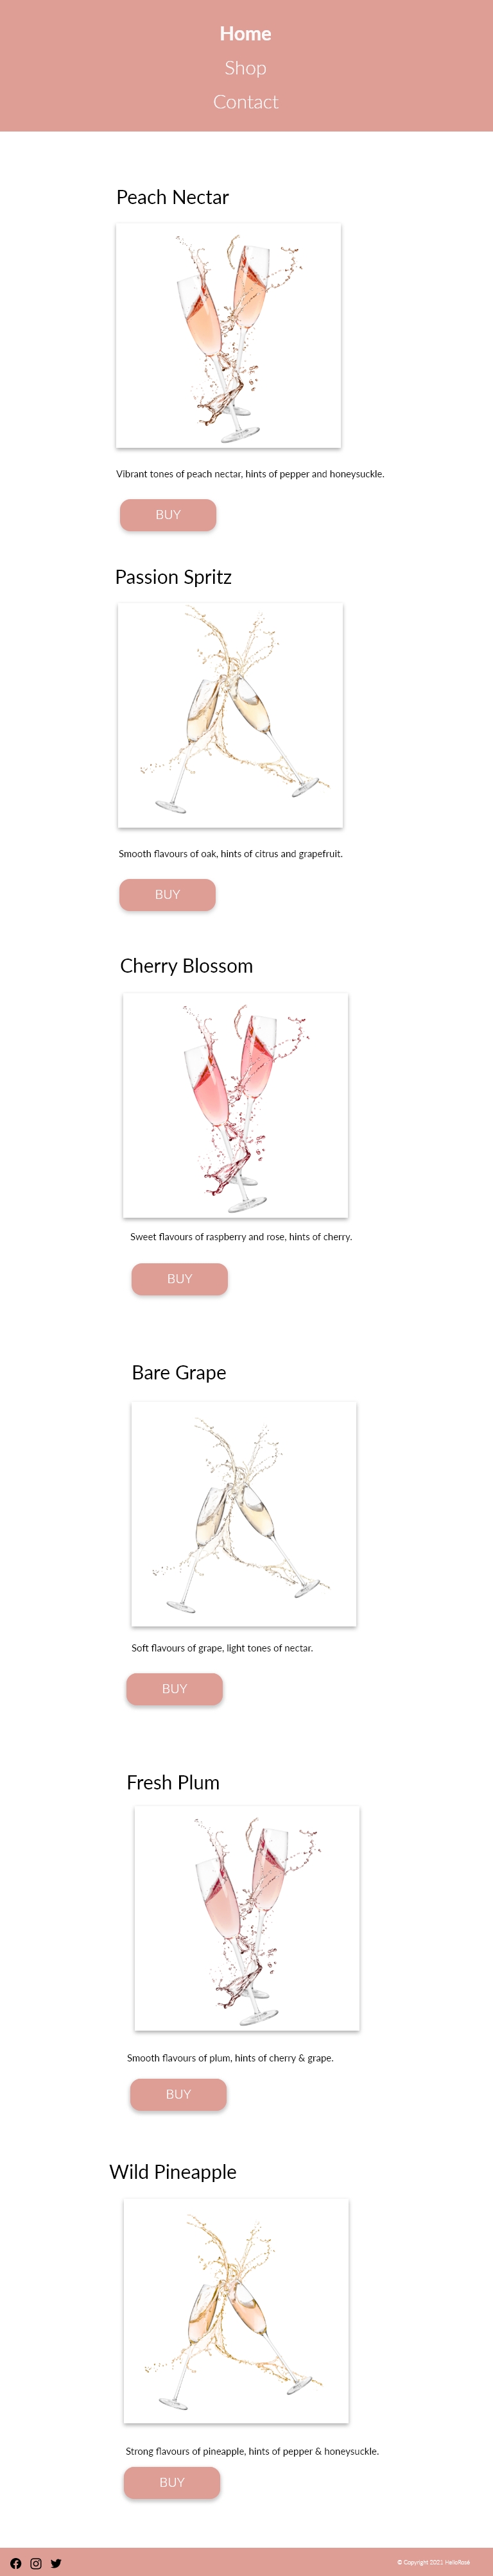 Home
Shop
Contact
Peach Nectar
Vibrant tones of peach nectar, hints of pepper and honeysuckle.
BUY
Passion Spritz
Smooth flavours of oak, hints of citrus and grapefruit.
BUY
Cherry Blossom
Sweet flavours of raspberry and rose, hints of cherry.
BUY
Bare Grape
Soft flavours of grape, light tones of nectar.
BUY
Fresh Plum
Smooth flavours of plum, hints of cherry & grape.
BUY
Wild Pineapple
Strong flavours of pineapple, hints of pepper & honeysuckle.
BUY
© Copyright 2021 HelloRosé